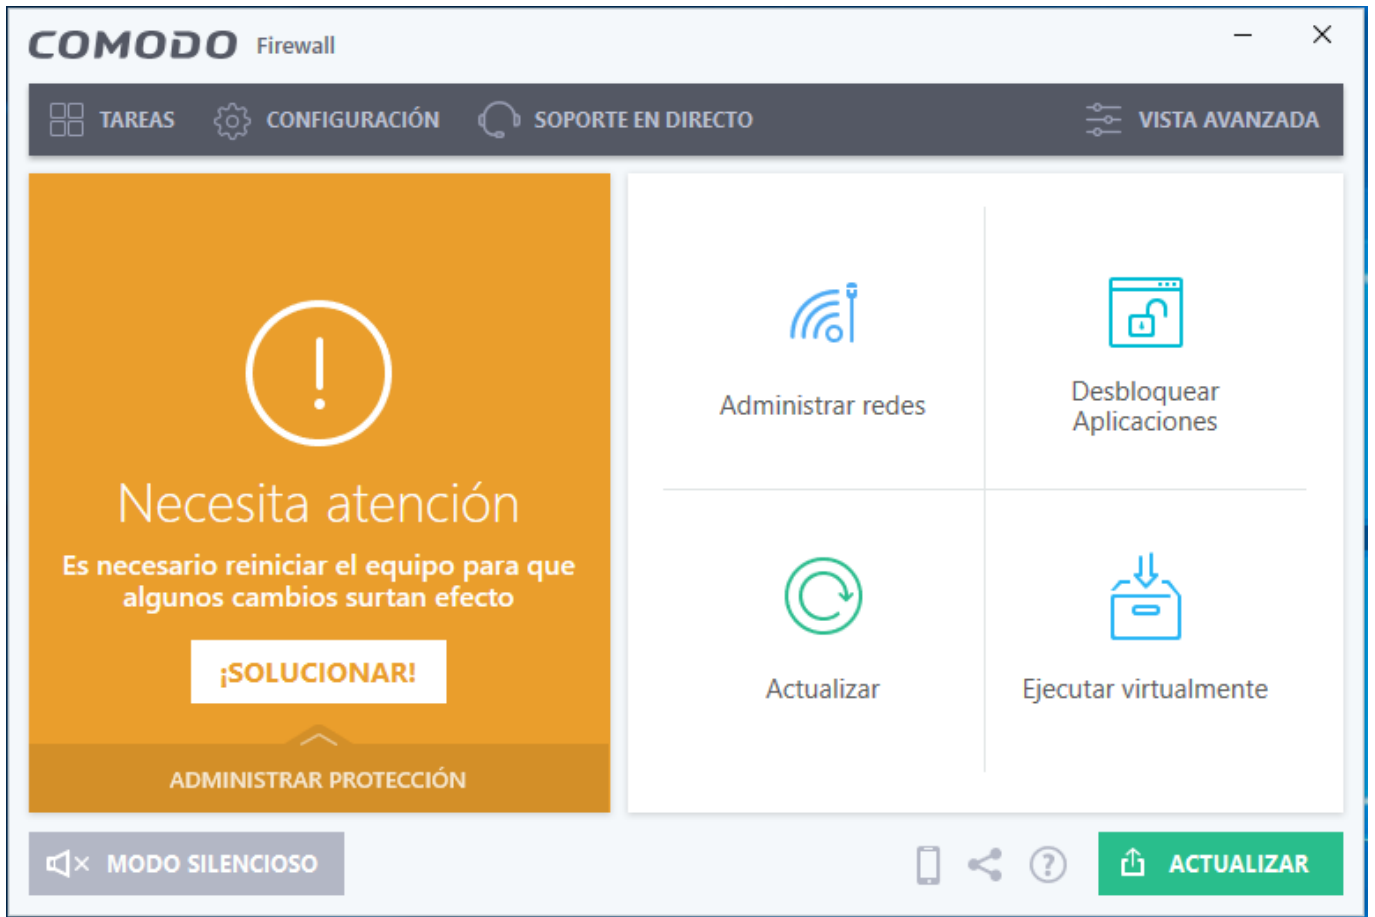 COMODO Firewall
TAREAS CONFIGURACIÓN SOPORTE EN DIRECTO VISTA AVANZADA
Necesita atención
Es necesario reiniciar el equipo para que
algunos cambios surtan efecto
¡SOLUCIONAR!
ADMINISTRAR PROTECCIÓN
Administrar redes
Desbloquear
Aplicaciones
Actualizar
Ejecutar virtualmente
MODO SILENCIOSO
ACTUALIZAR